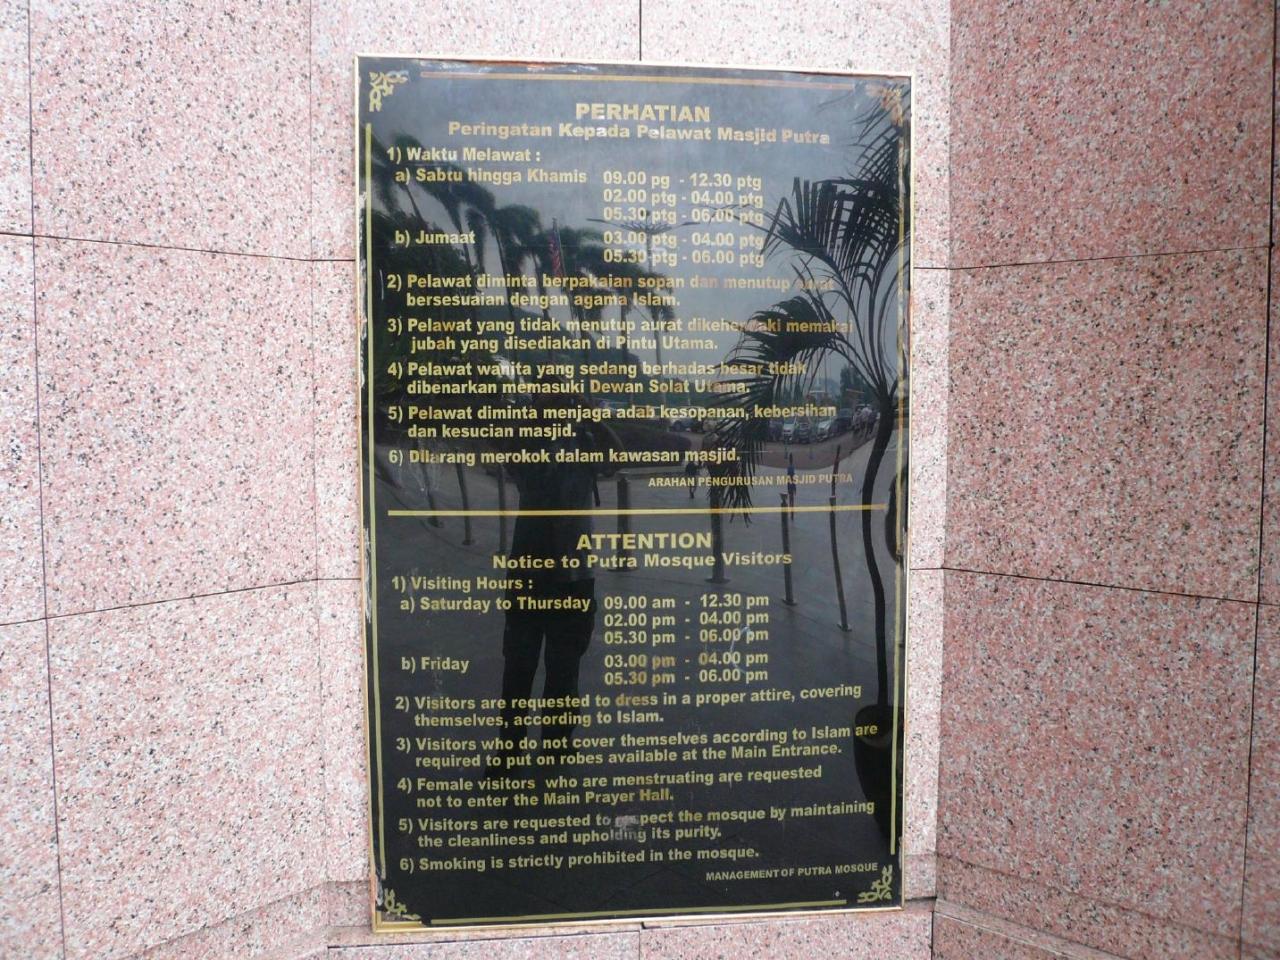 PERHATIAN
Peringatan Kepada Pelawat Masjid Putra
1) Waktu Melawat :
a) Sabtu hingga Khamis 09.00 pg - 12.30 ptg
02.00 ptg - 04.00 ptg
05.30 ptg - 06.00 ptg
b) Jumaat 03.00 ptg - 04.00 ptg
05.30 ptg - 06.00 ptg
2) Pelawat diminta berpakaian sopan dan menutup aurat
bersesuaian dengan agama Islam.
3) Pelawat yang tidak menutup aurat dikehendaki memakai
jubah yang disediakan di Pintu Utama.
4) Pelawat wanita yang sedang berhadas besar tidak
dibenarkan memasuki Dewan Solat Utama.
5) Pelawat diminta menjaga adab kesopanan, kebersihan
dan kesucian masjid.
6) Dilarang merokok dalam kawasan masjid.
ARAHAN PENGURUSAN MASJID PUTRA
ATTENTION
Notice to Putra Mosque Visitors
1) Visiting Hours :
a) Saturday to Thursday 09.00 am - 12.30 pm
02.00 pm - 04.00 pm
05.30 pm - 06.00 pm
b) Friday 03.00 pm - 04.00 pm
05.30 pm - 06.00 pm
2) Visitors are requested to dress in a proper attire, covering
themselves, according to Islam.
3) Visitors who do not cover themselves according to Islam are
required to put on robes available at the Main Entrance.
4) Female visitors who are menstruating are requested
not to enter the Main Prayer Hall.
5) Visitors are requested to respect the mosque by maintaining
the cleanliness and upholding its purity.
6) Smoking is strictly prohibited in the mosque.
MANAGEMENT OF PUTRA MOSQUE